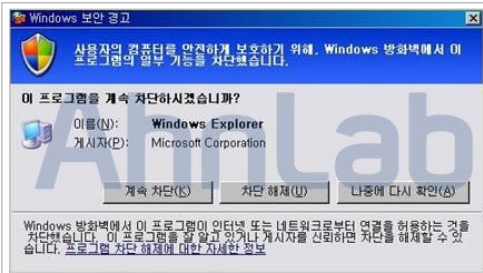 Windows 보안 경고
사용자의 컴퓨터를 안전하게 보호하기 위해, Windows 방화벽에서 이
프로그램의 일부 기능을 차단했습니다.
이 프로그램을 계속 차단하시겠습니까?
이름(N): Windows Explorer
게시자(P): Microsoft Corporation
AhnLab
계속 차단(K) 차단 해제(U) 나중에 다시 확인(A)
Windows 방화벽에서 이 프로그램이 인터넷 또는 네트워크로부터 연결을 허용하는 것을
차단했습니다. 이 프로그램을 잘 알고 있거나 게시자를 신뢰하면 차단을 해제할 수 있
습니다. 프로그램 차단 해제에 대한 자세한 정보